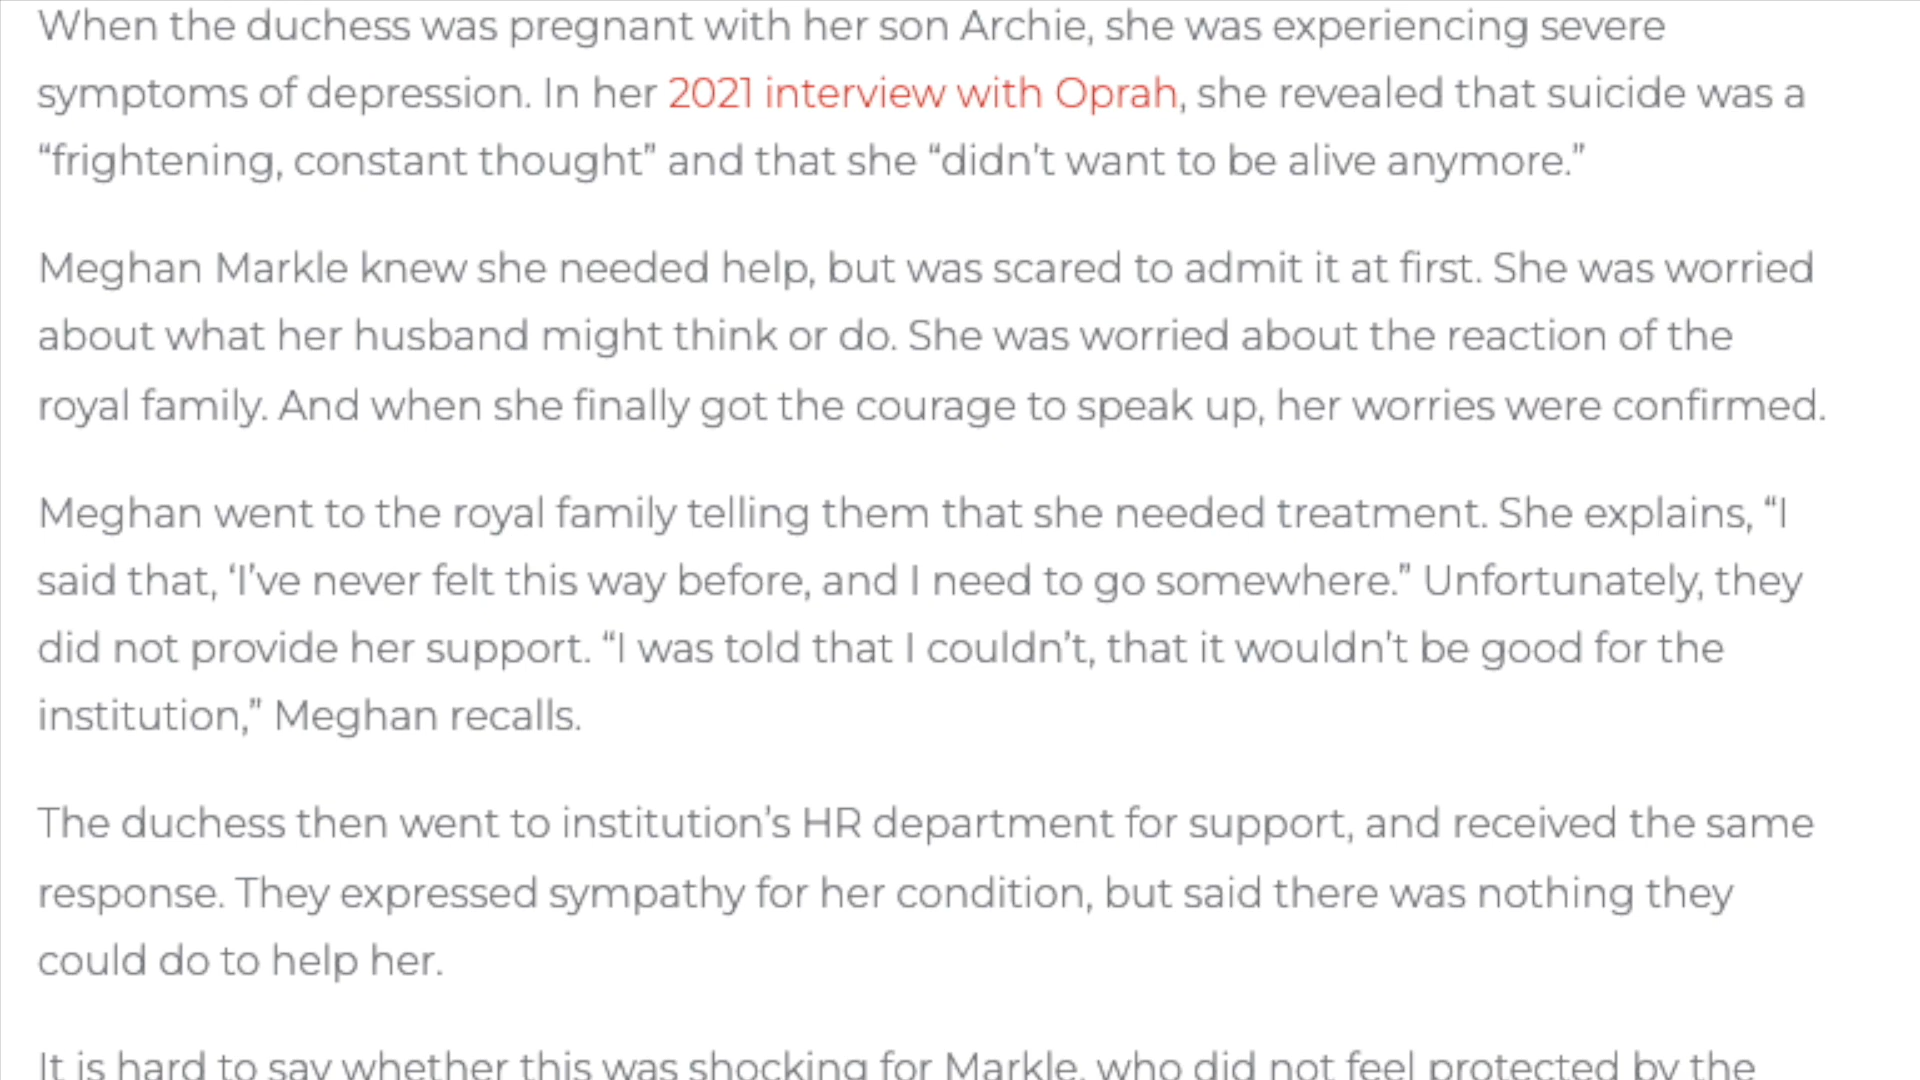 When the duchess was pregnant with her son Archie, she was experiencing severe
symptoms of depression. In her 2021 interview with Oprah, she revealed that suicide was a
“frightening, constant thought” and that she “didn’t want to be alive anymore.”
Meghan Markle knew she needed help, but was scared to admit it at first. She was worried
about what her husband might think or do. She was worried about the reaction of the
royal family. And when she finally got the courage to speak up, her worries were confirmed.
Meghan went to the royal family telling them that she needed treatment. She explains, “I
said that, ‘I’ve never felt this way before, and I need to go somewhere.” Unfortunately, they
did not provide her support. “I was told that I couldn’t, that it wouldn’t be good for the
institution,” Meghan recalls.
The duchess then went to institution’s HR department for support, and received the same
response. They expressed sympathy for her condition, but said there was nothing they
could do to help her.
It is hard to say whether this was shocking for Markle, who did not feel protected by the